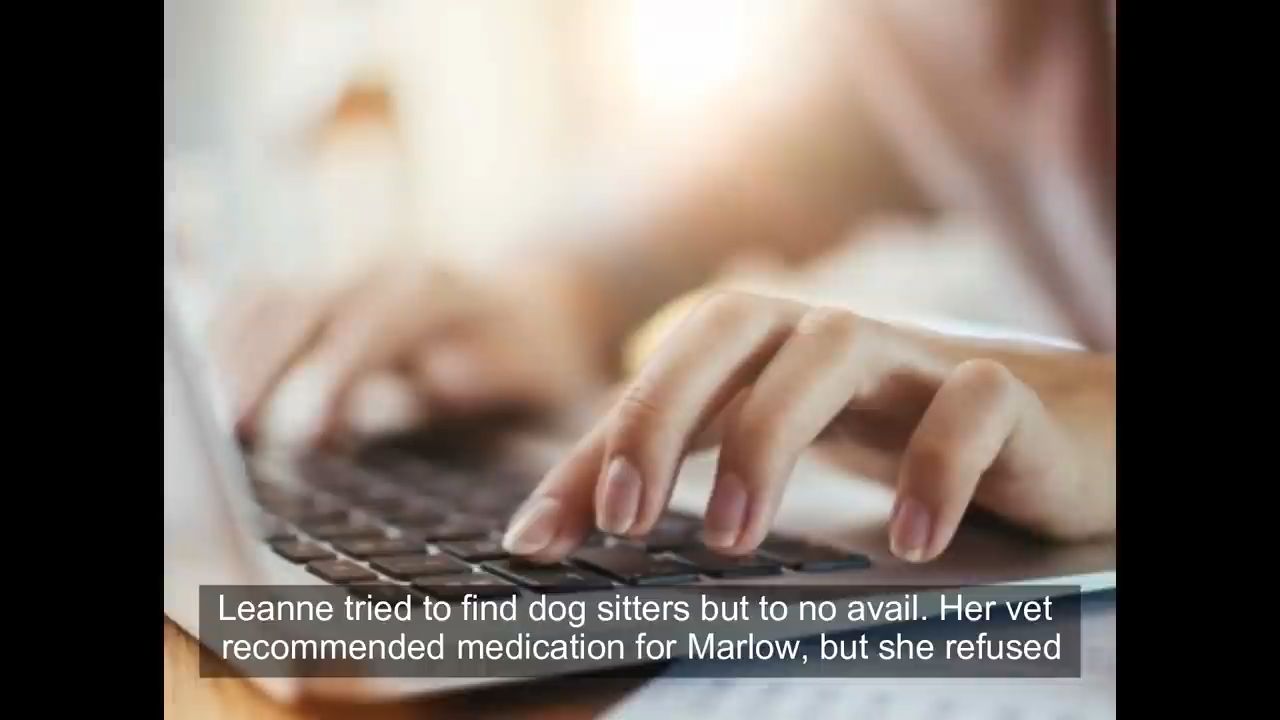 Leanne tried to find dog sitters but to no avail. Her vet
recommended medication for Marlow, but she refused